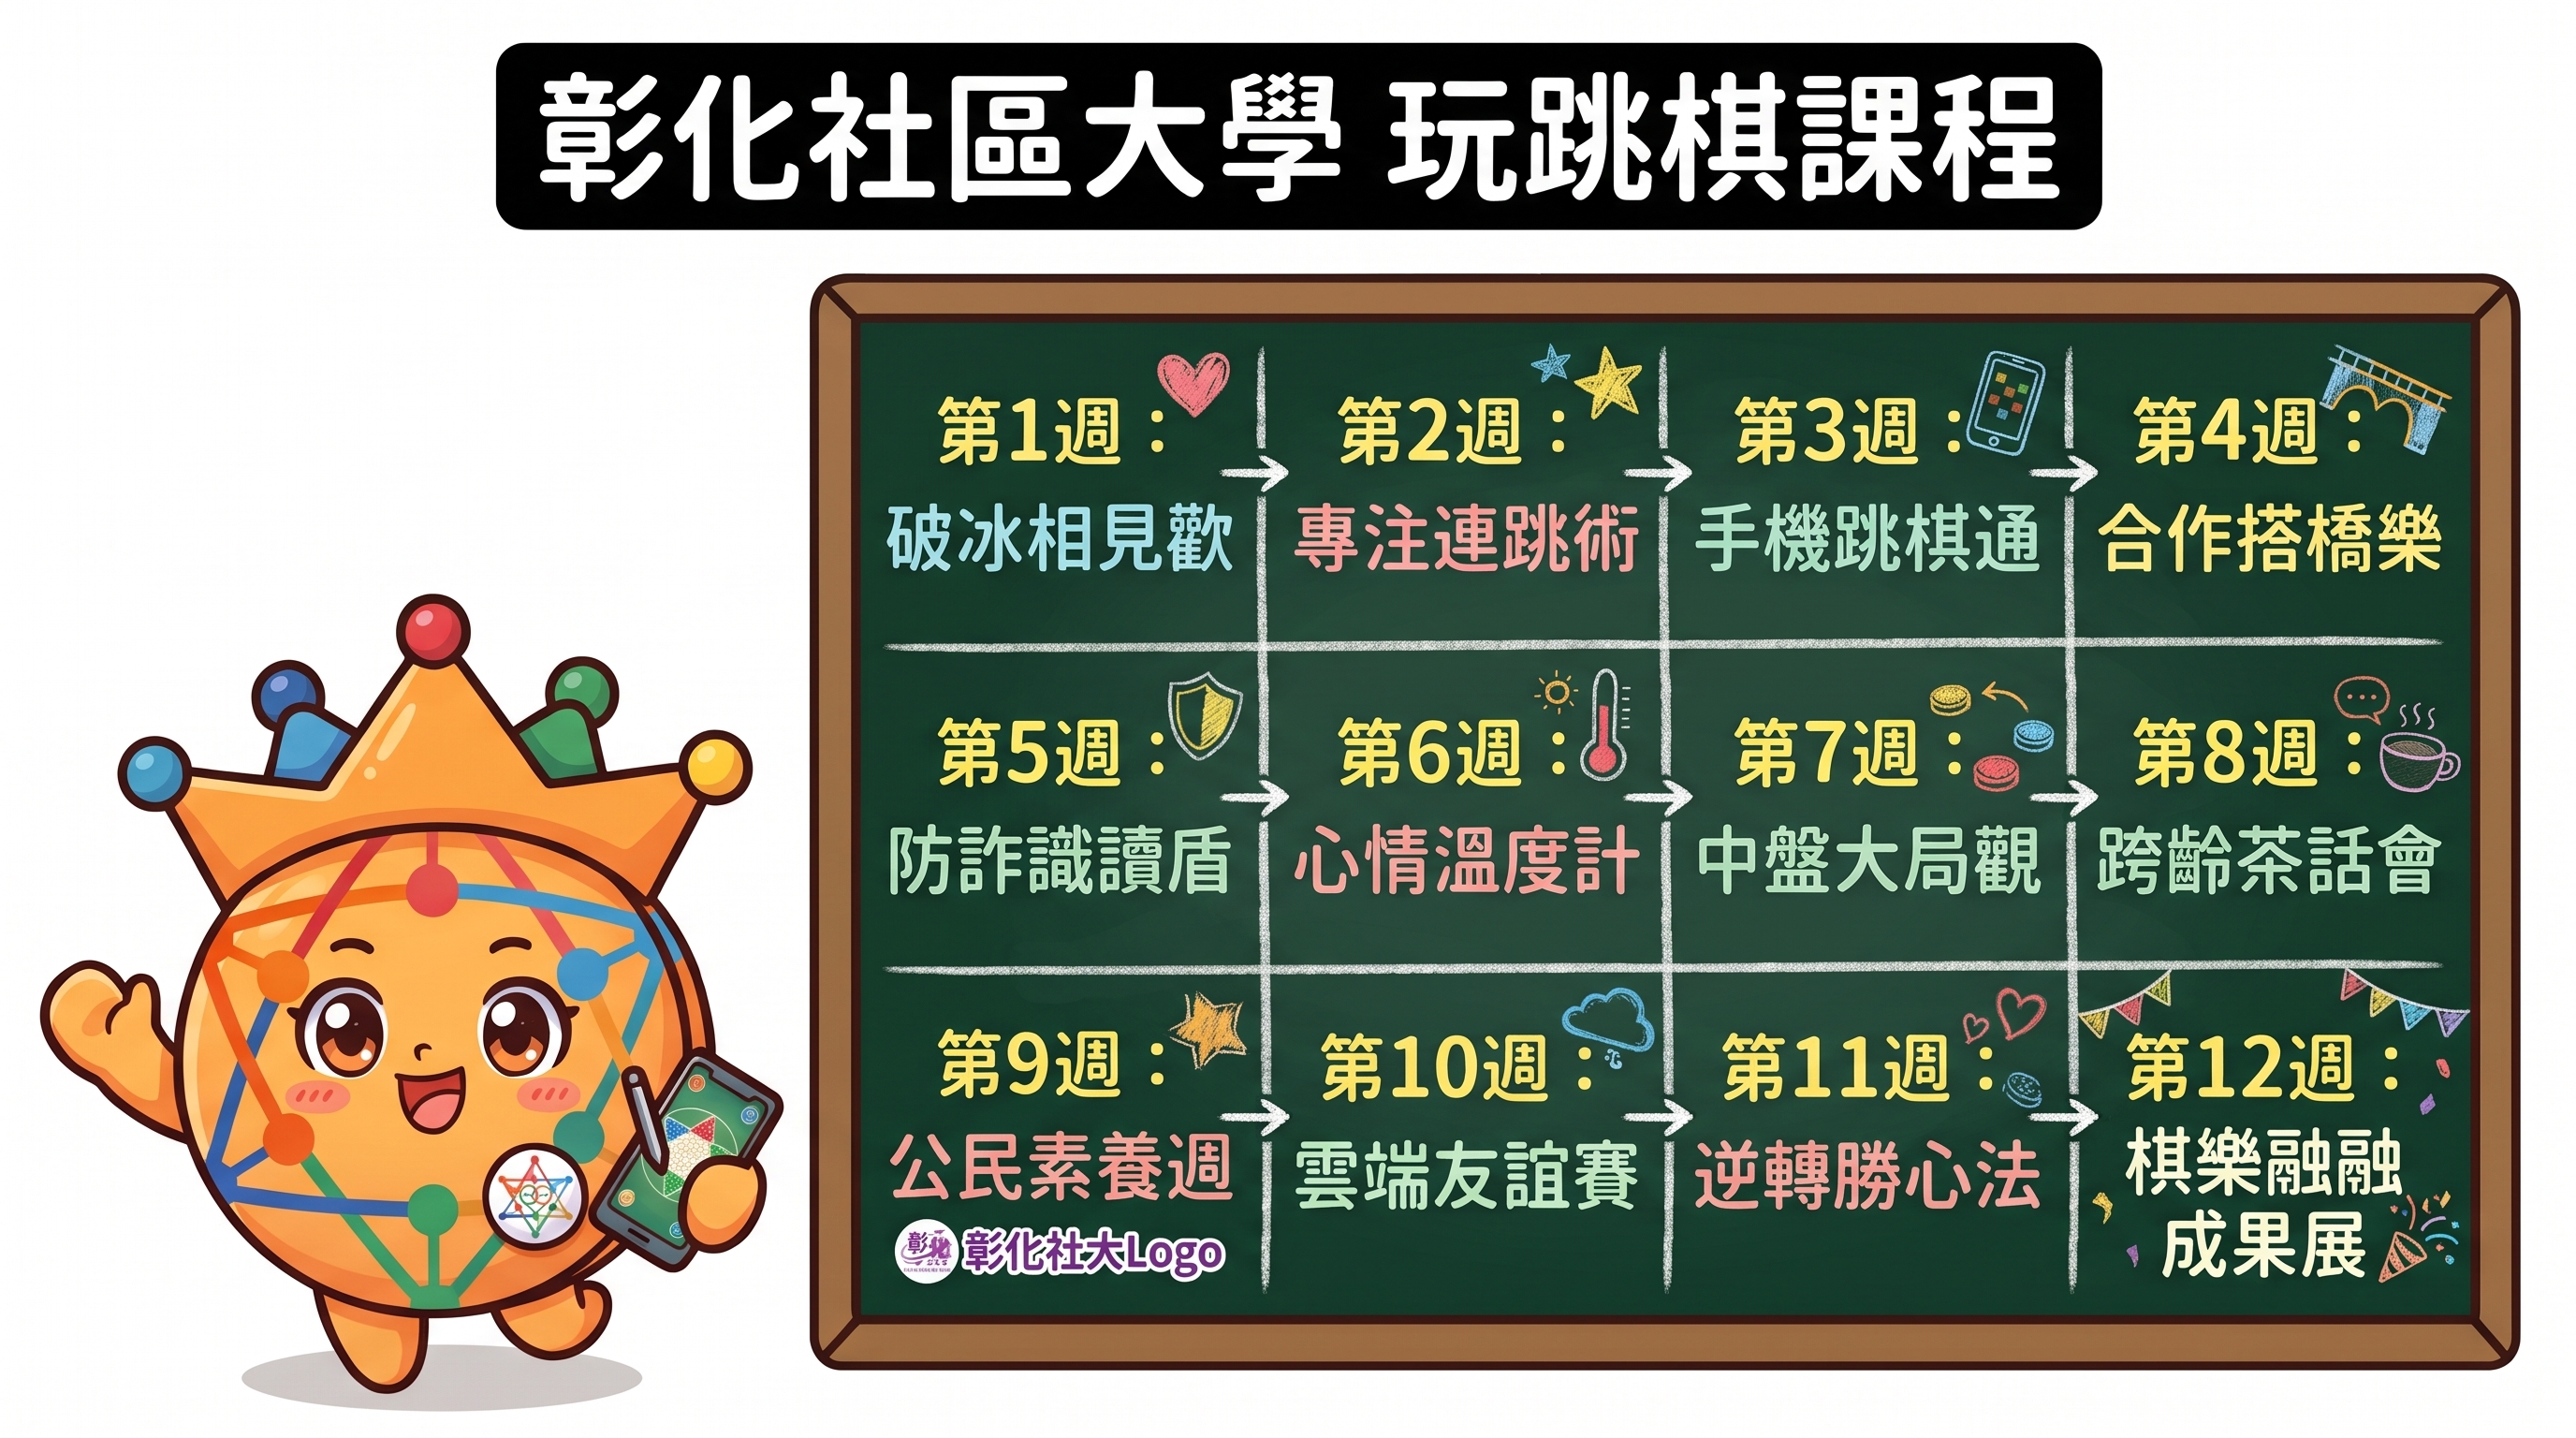 彰化社區大學 玩跳棋課程
第1週：
破冰相見歡
第2週：
專注連跳術
第3週：
手機跳棋通
第4週：
合作搭橋樂
第5週：
防詐識讀盾
第6週：
心情溫度計
第7週：
中盤大局觀
第8週：
跨齡茶話會
第9週：
公民素養週
彰化社大Logo
第10週：
雲端友誼賽
第11週：
逆轉勝心法
第12週：
棋樂融融
成果展